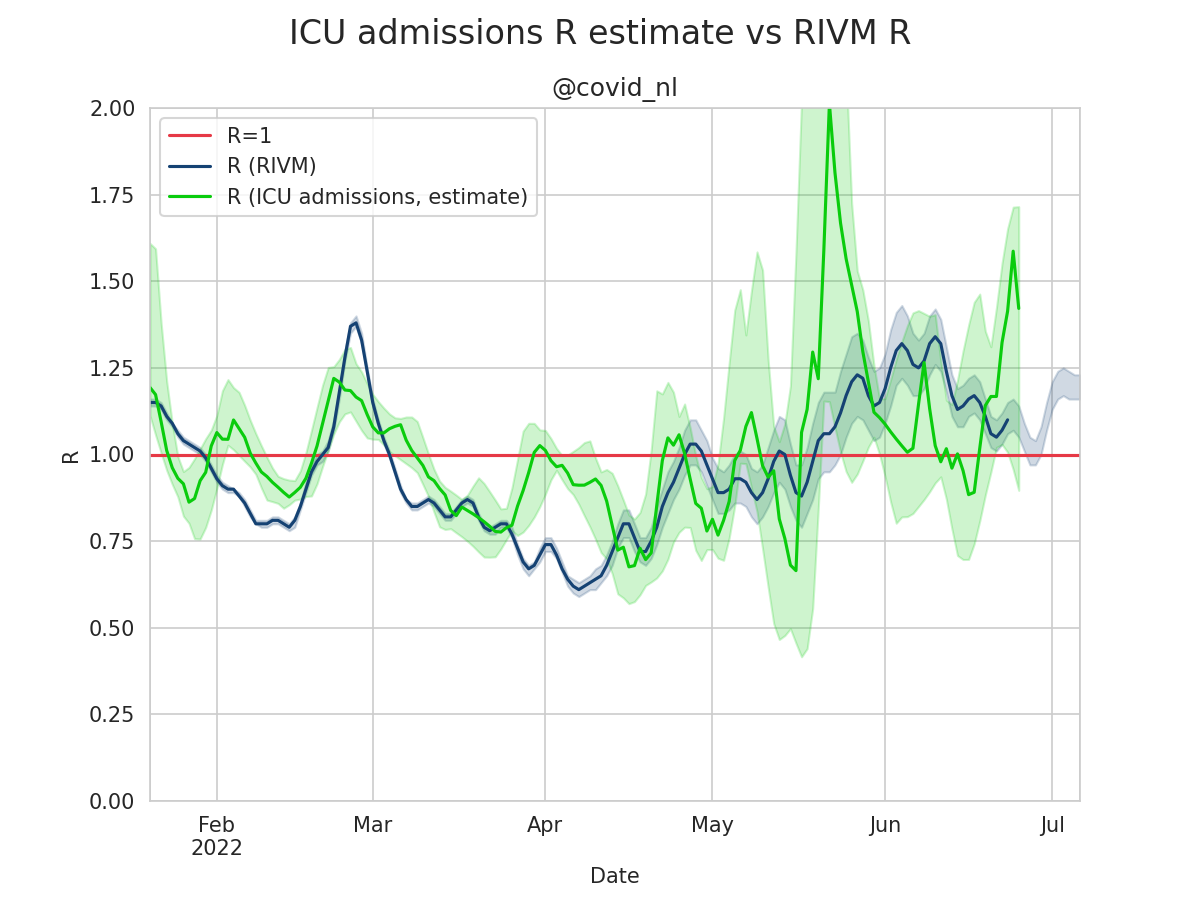 ICU admissions R estimate vs RIVM R
@covid_nl
R=1
R (RIVM)
R (ICU admissions, estimate)
2.00
1.75
1.50
1.25
1.00
0.75
0.50
0.25
0.00
R
Feb Mar Apr May Jun Jul
2022
Date